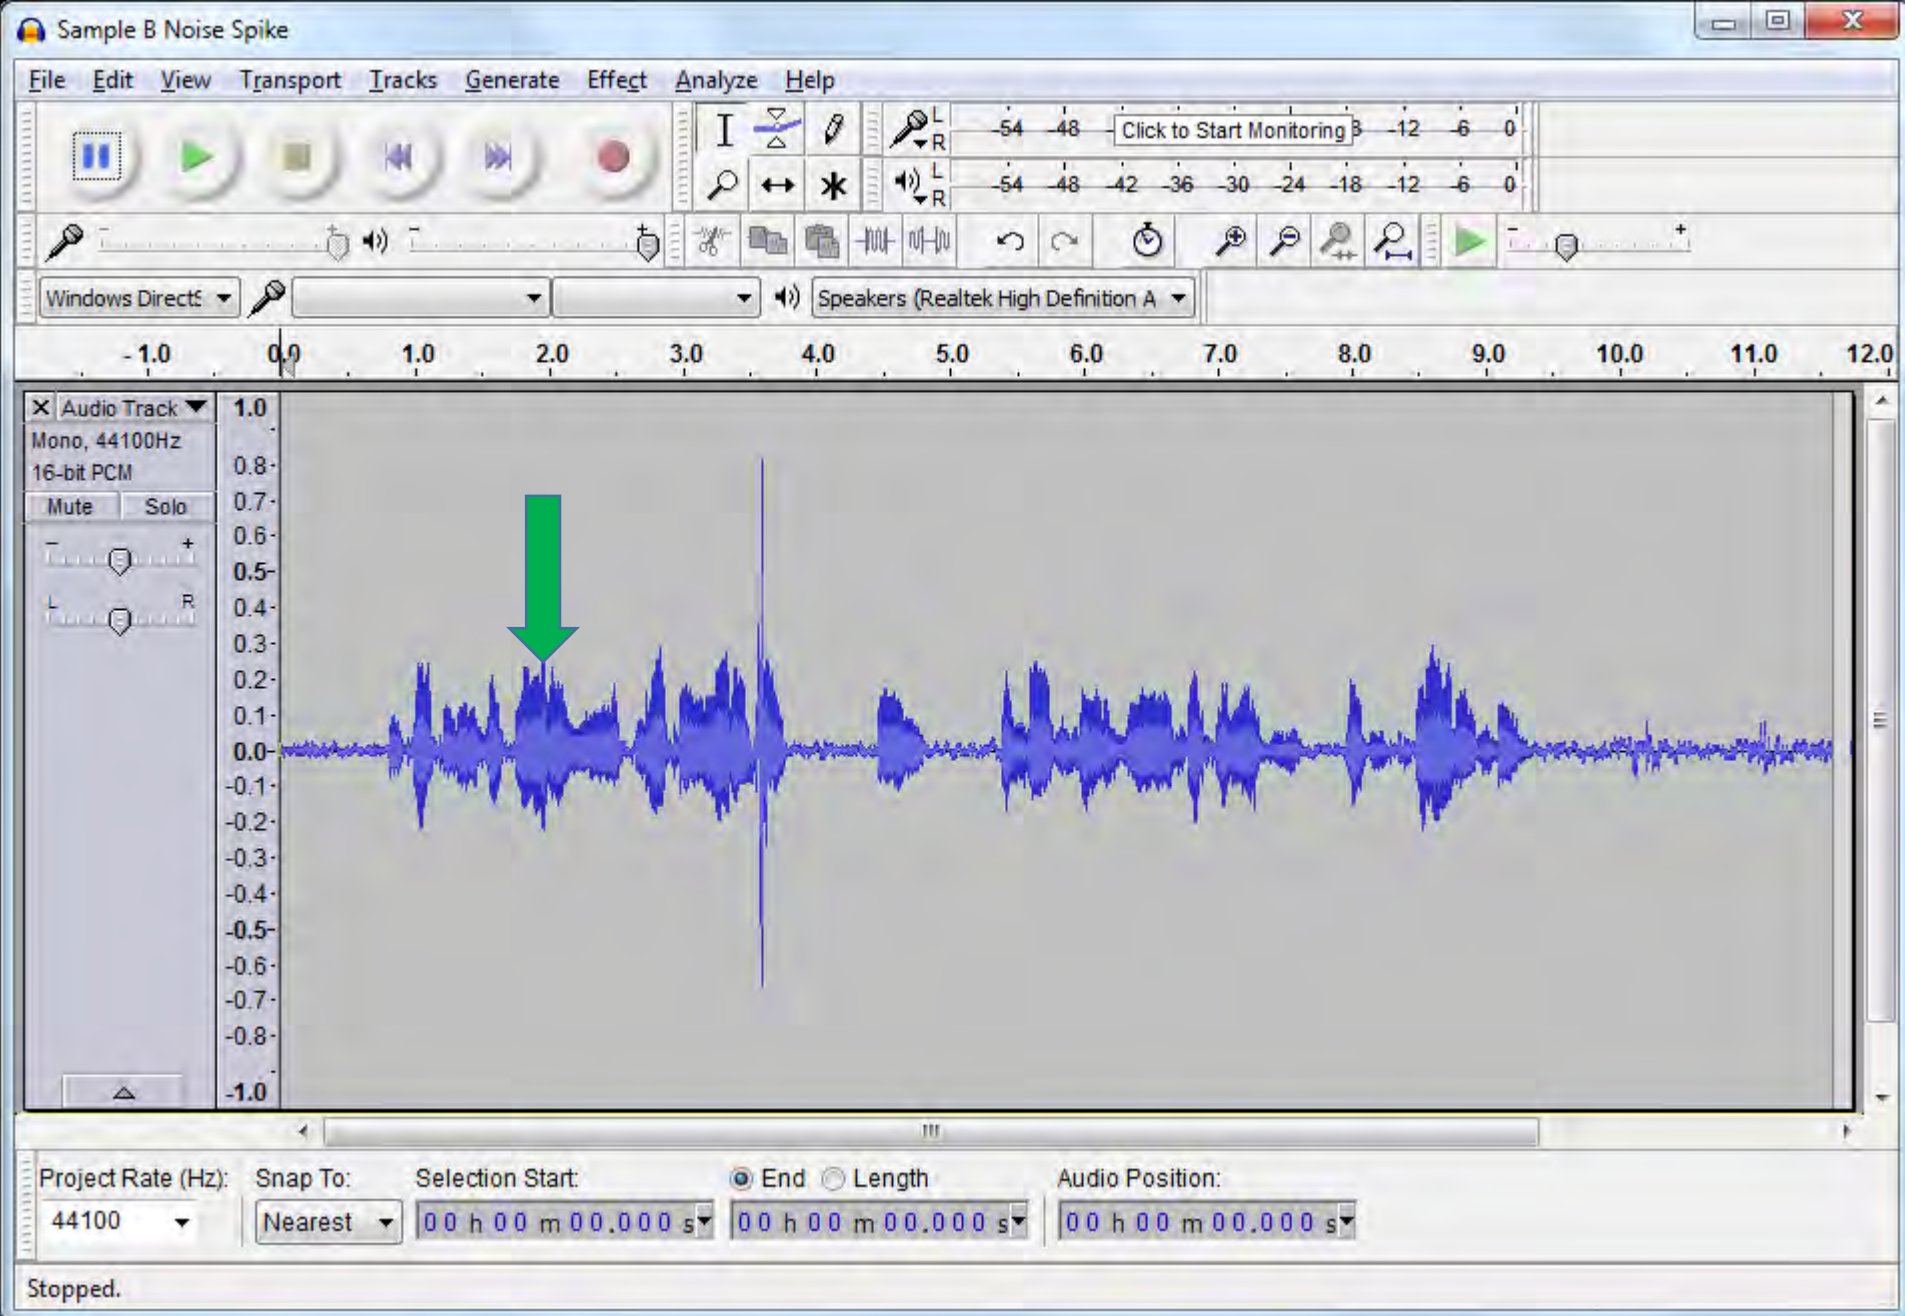 Sample B Noise Spike
File Edit View Transport Tracks Generate Effect Analyze Help
L
R
-54 -48 Click to Start Monitoring 8 -12 -6 0
L
R
-54 -48 -42 -36 -30 -24 -18 -12 -6 0
Windows DirectS
Speakers (Realtek High Definition A
- 1.0 0.0 1.0 2.0 3.0 4.0 5.0 6.0 7.0 8.0 9.0 10.0 11.0 12.0
Audio Track
Mono, 44100Hz
16-bit PCM
Mute Solo
- +
L R
1.0
0.8
0.7
0.6
0.5
0.4
0.3
0.2
0.1
0.0
-0.1
-0.2
-0.3
-0.4
-0.5
-0.6
-0.7
-0.8
-1.0
Project Rate (Hz): Snap To: Selection Start: End Length Audio Position:
44100 Nearest 00 h 00 m 00.000 s 00 h 00 m 00.000 s 00 h 00 m 00.000 s
Stopped.